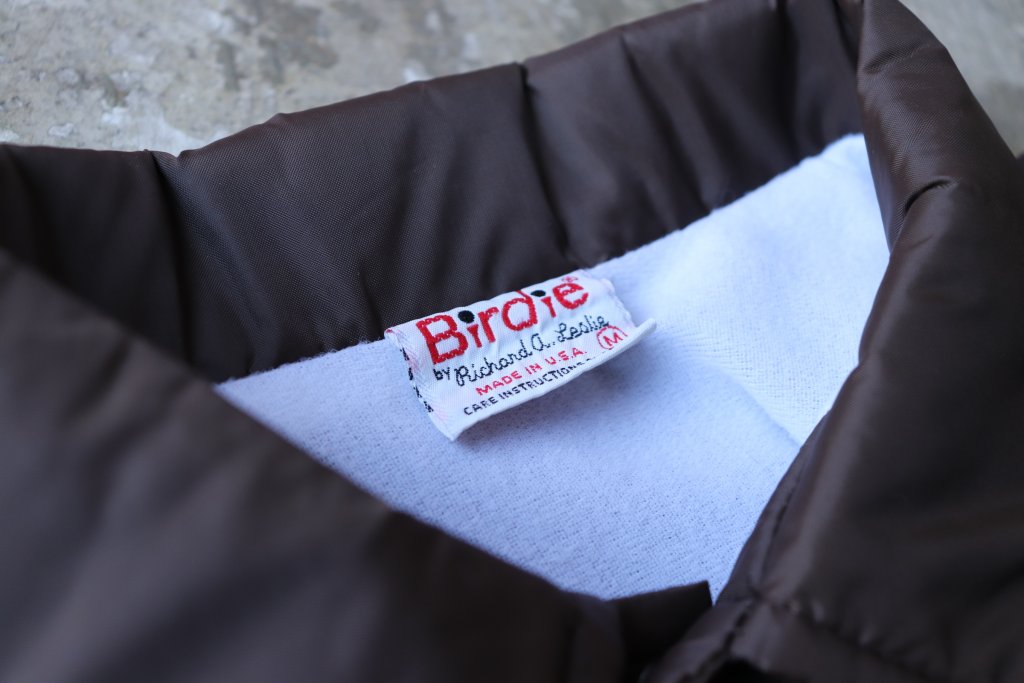 Birdie®
by Richard A. Leslie
MADE IN U.S.A. M
CARE INSTRUCTIONS